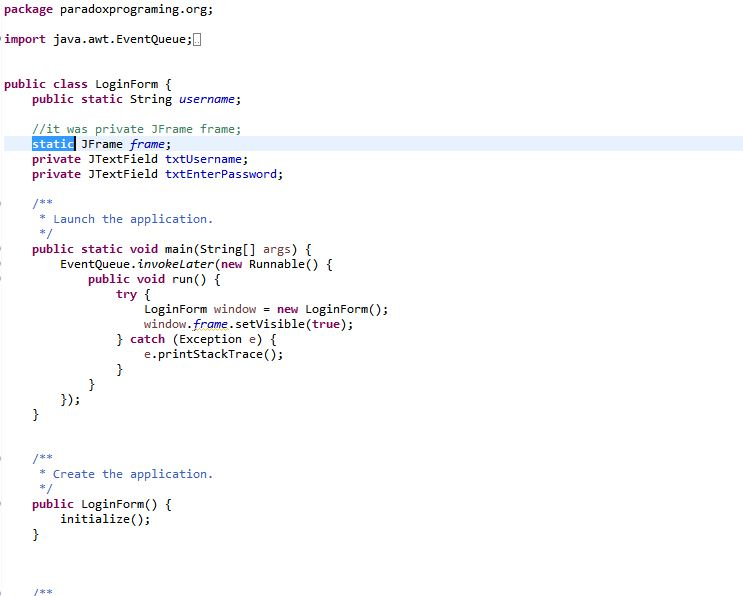 package paradoxprograming.org;
import java.awt.EventQueue;
public class LoginForm {
public static String username;
//it was private JFrame frame;
static JFrame frame;
private JTextField txtUsername;
private JTextField txtEnterPassword;
/**
* Launch the application.
*/
public static void main(String[] args) {
EventQueue.invokeLater(new Runnable() {
public void run() {
try {
LoginForm window = new LoginForm();
window.frame.setVisible(true);
} catch (Exception e) {
e.printStackTrace();
}
}
});
}
/**
* Create the application.
*/
public LoginForm() {
initialize();
}
/**